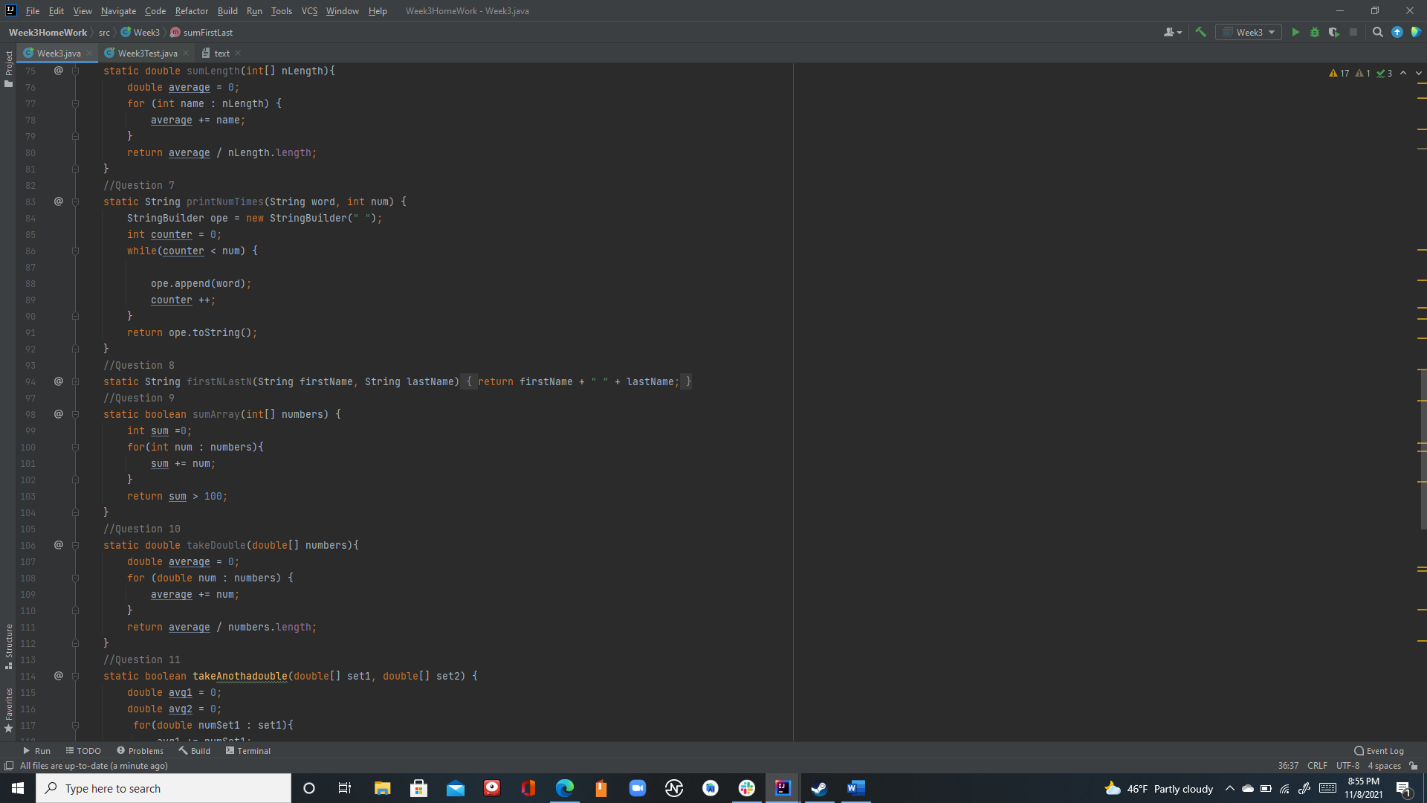 File Edit View Navigate Code Refactor Build Run Tools VCS Window Help Week3HomeWork - Week3.java
Week3HomeWork src Week3 sumFirstLast Week3
Week3.java Week3Test.java text
Project
17 1 3
75 @ static double sumLength(int[] nLength){
76 double average = 0;
77 for (int name : nLength) {
78 average += name;
79 }
80 return average / nLength.length;
81 }
82 //Question 7
83 @ static String printNumTimes(String word, int num) {
84 StringBuilder ope = new StringBuilder(" ");
85 int counter = 0;
86 while(counter < num) {
87
88 ope.append(word);
89 counter ++;
90 }
91 return ope.toString();
92 }
93 //Question 8
94 @ static String firstNLastN(String firstName, String lastName) { return firstName + " " + lastName; }
97 //Question 9
98 @ static boolean sumArray(int[] numbers) {
99 int sum =0;
100 for(int num : numbers){
101 sum += num;
102 }
103 return sum > 100;
104 }
105 //Question 10
106 @ static double takeDouble(double[] numbers){
107 double average = 0;
108 for (double num : numbers) {
109 average += num;
110 }
111 return average / numbers.length;
112 }
113 //Question 11
114 @ static boolean takeAnothadouble(double[] set1, double[] set2) {
115 double avg1 = 0;
116 double avg2 = 0;
117 for(double numSet1 : set1){
Structure
Favorites
Run TODO Problems Build Terminal Event Log
All files are up-to-date (a minute ago) 36:37 CRLF UTF-8 4 spaces
Type here to search 46°F Partly cloudy 8:55 PM
11/8/2021 1